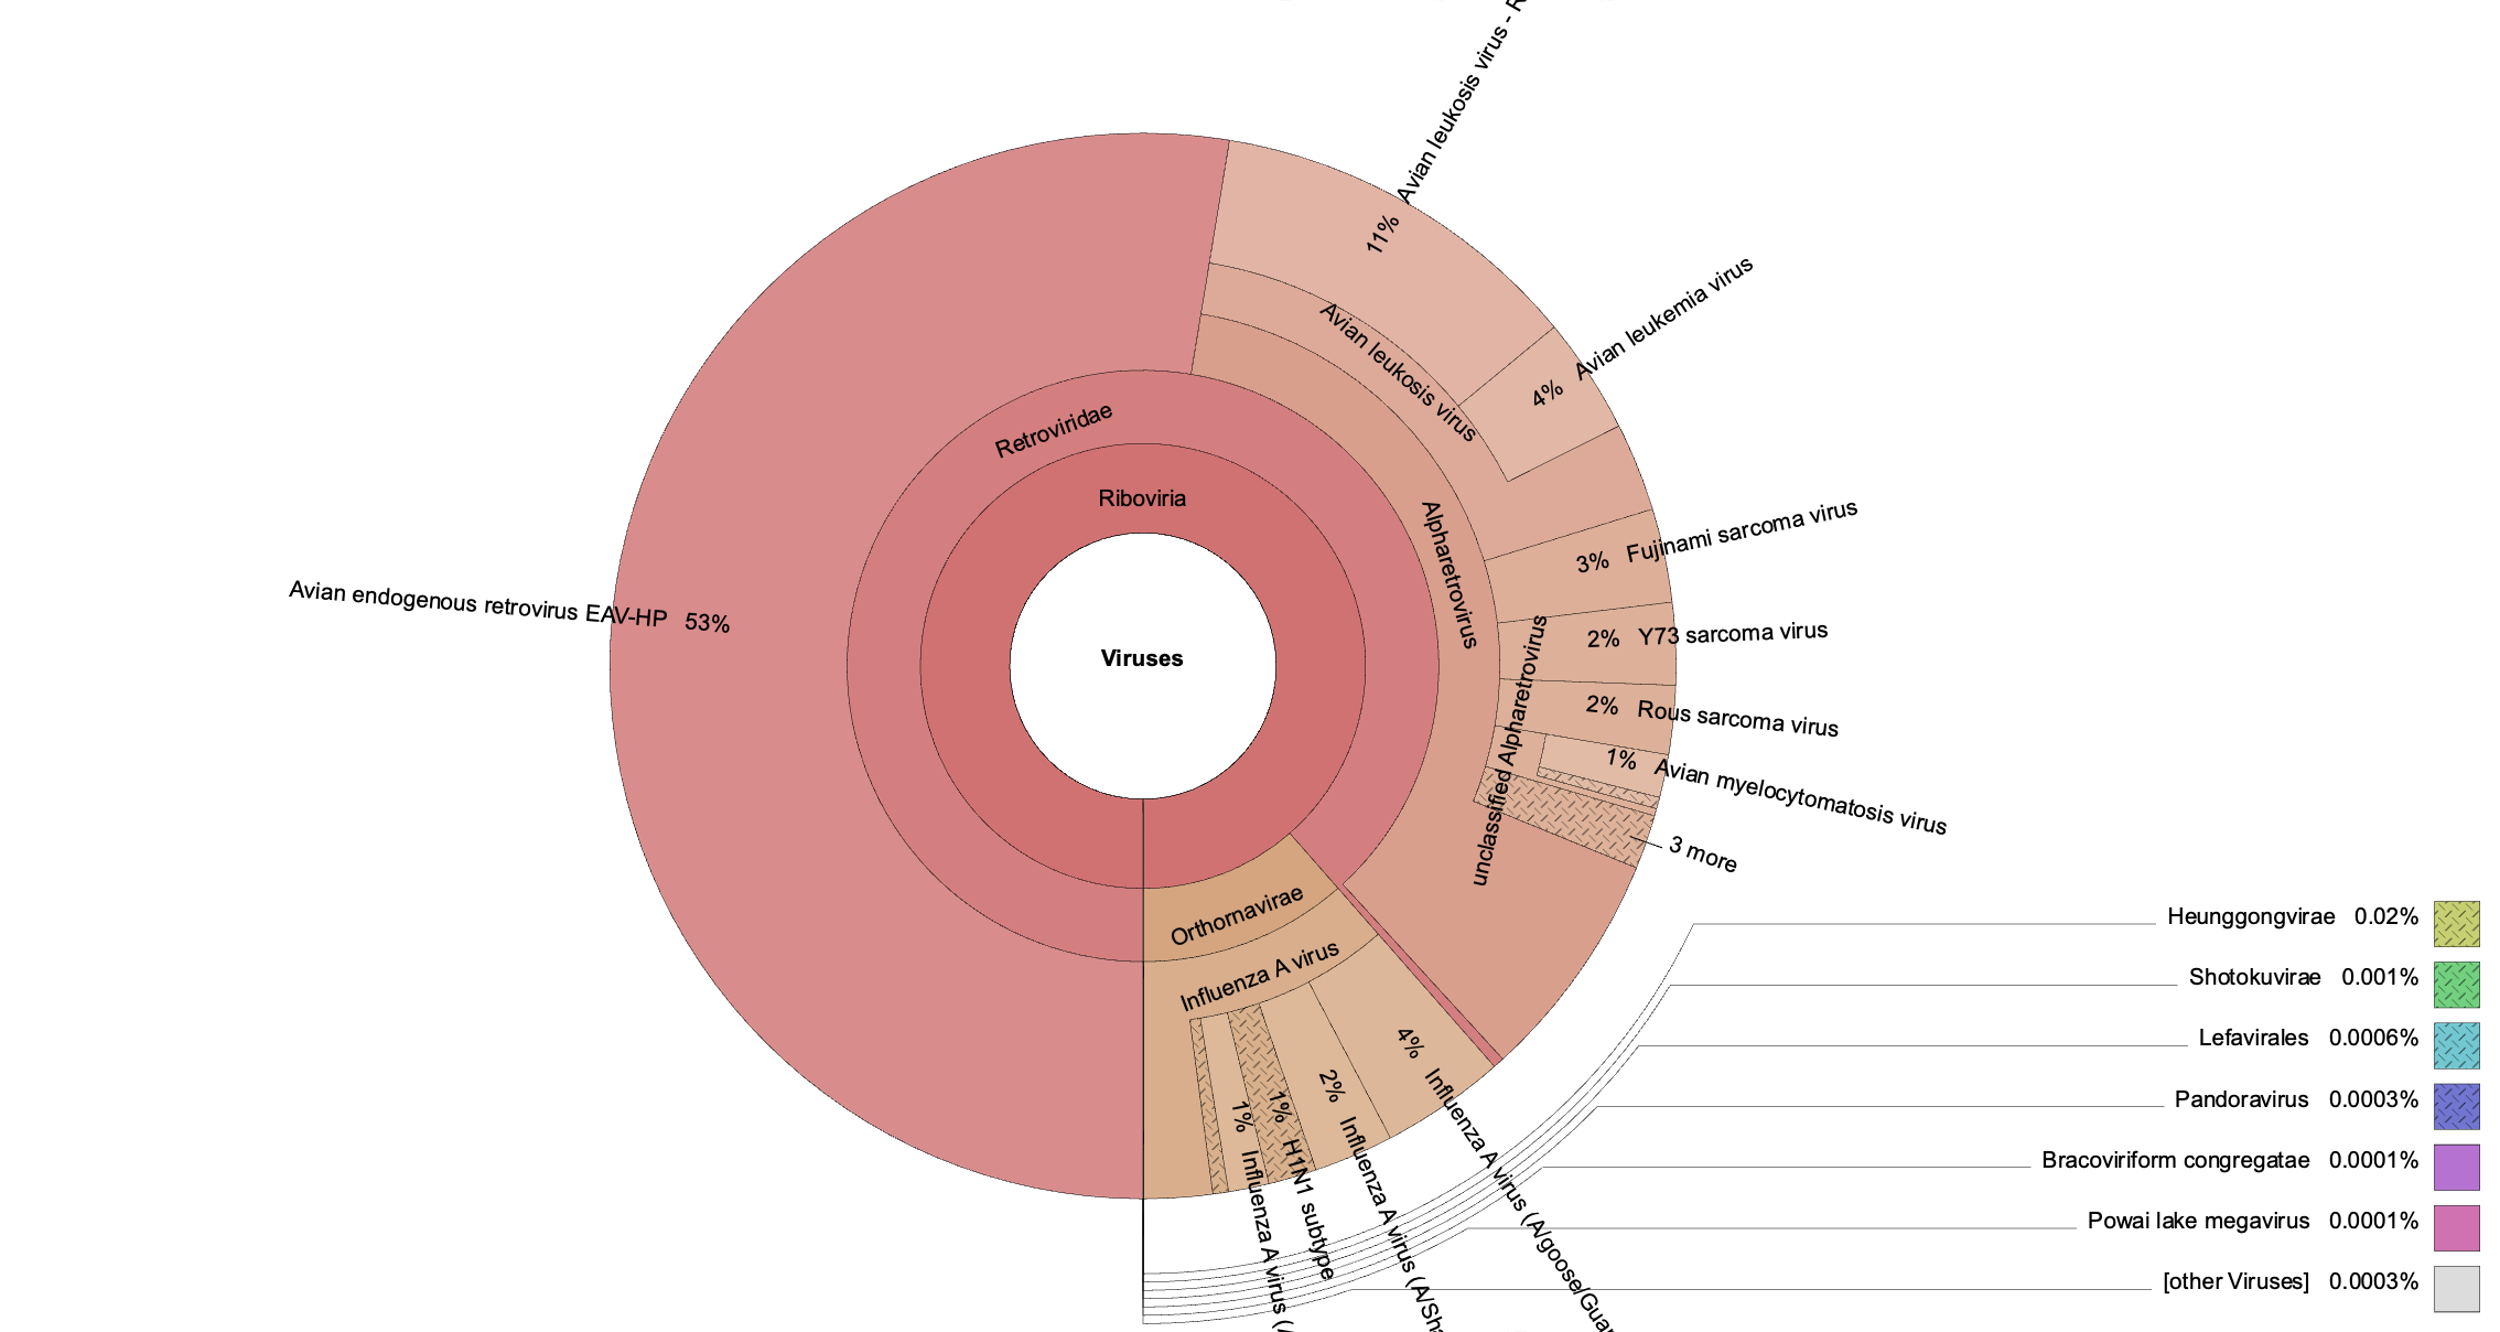 Avian leukosis virus -
11%
Avian leukemia virus
4%
Avian leukosis virus
Retroviridae
Riboviria
Alpharetrovirus
3% Fujinami sarcoma virus
Avian endogenous retrovirus EAV-HP 53%
Viruses
2% Y73 sarcoma virus
2% Rous sarcoma virus
unclassified Alpharetrovirus
1% Avian myelocytomatosis virus
3 more
Orthornavirae
Influenza A virus
4% Influenza A virus (A/goose/
2% Influenza A virus
1% H1N1 subtype
1% Influenza A virus
Heunggongvirae 0.02%
Shotokuvirae 0.001%
Lefavirales 0.0006%
Pandoravirus 0.0003%
Bracoviriform congregatae 0.0001%
Powai lake megavirus 0.0001%
[other Viruses] 0.0003%